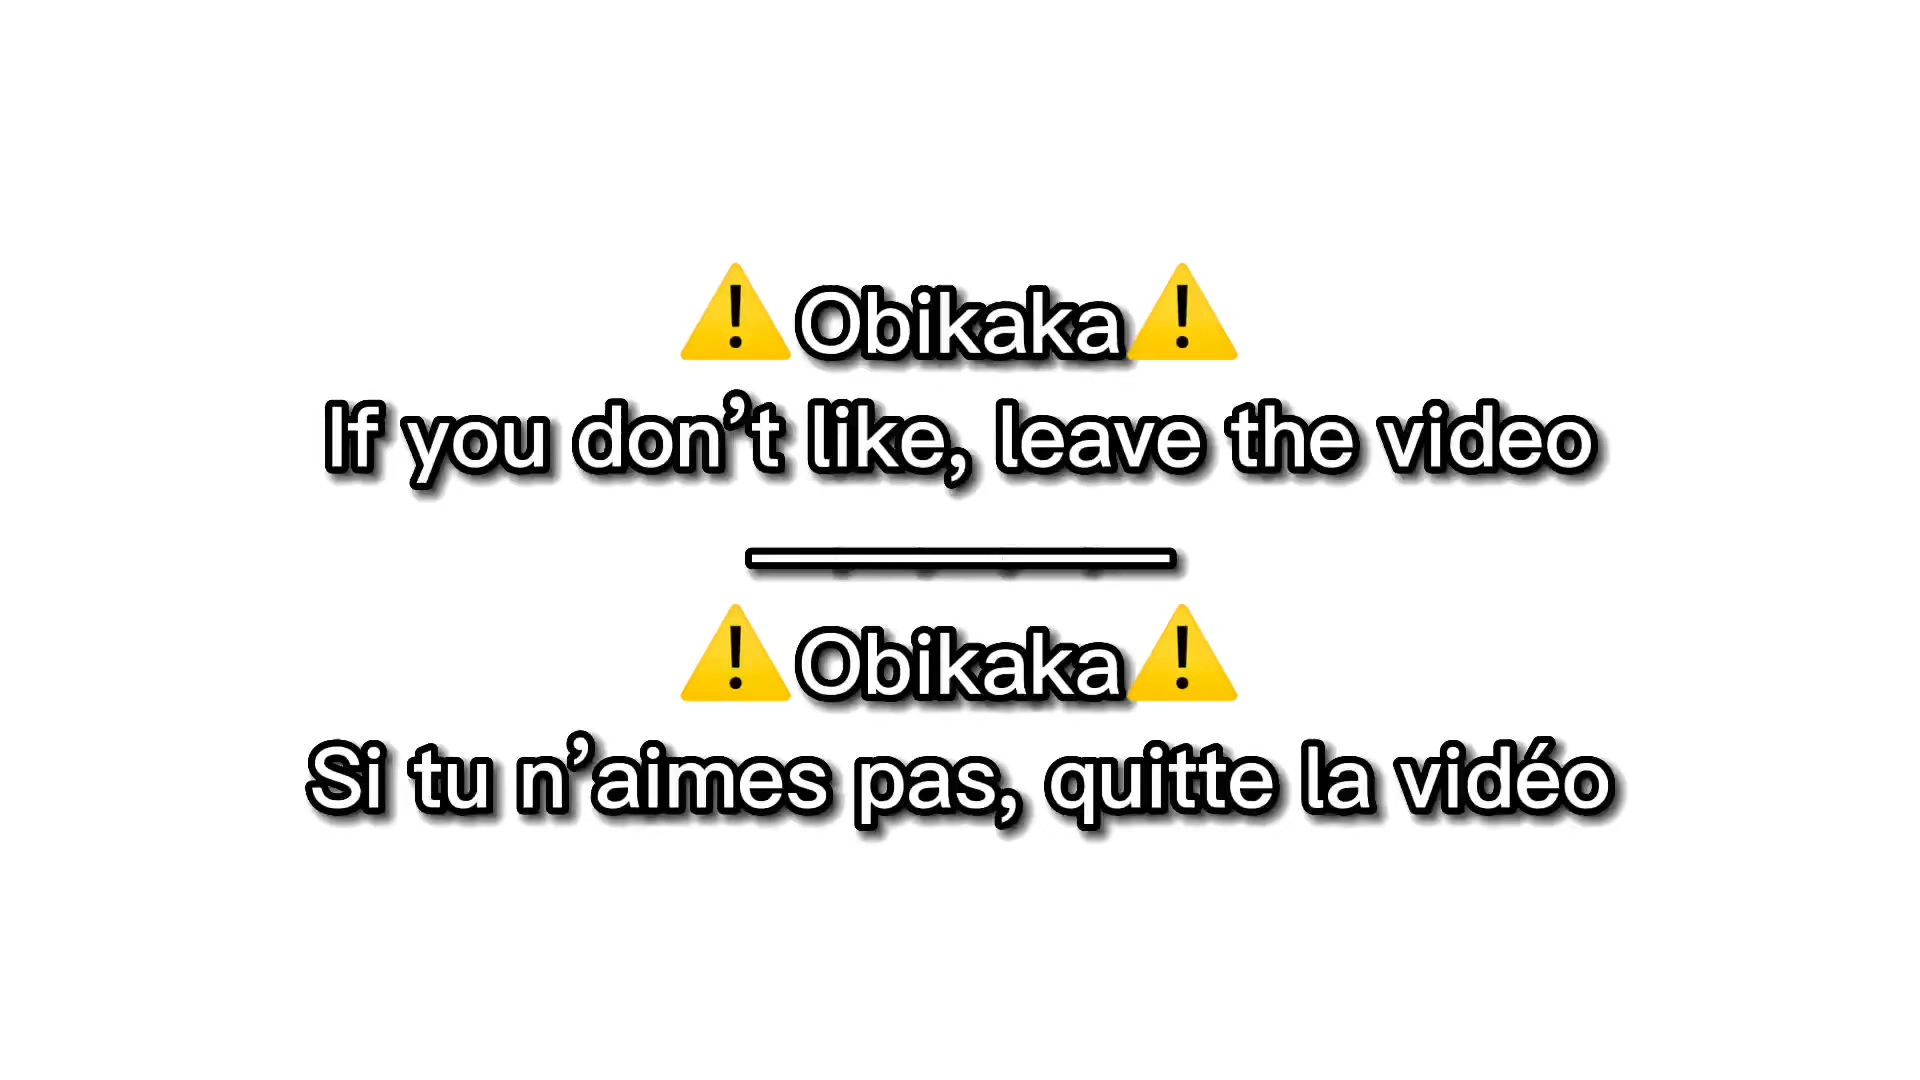 ⚠️Obikaka⚠️
If you don’t like, leave the video
—————
⚠️Obikaka⚠️
Si tu n’aimes pas, quitte la vidéo